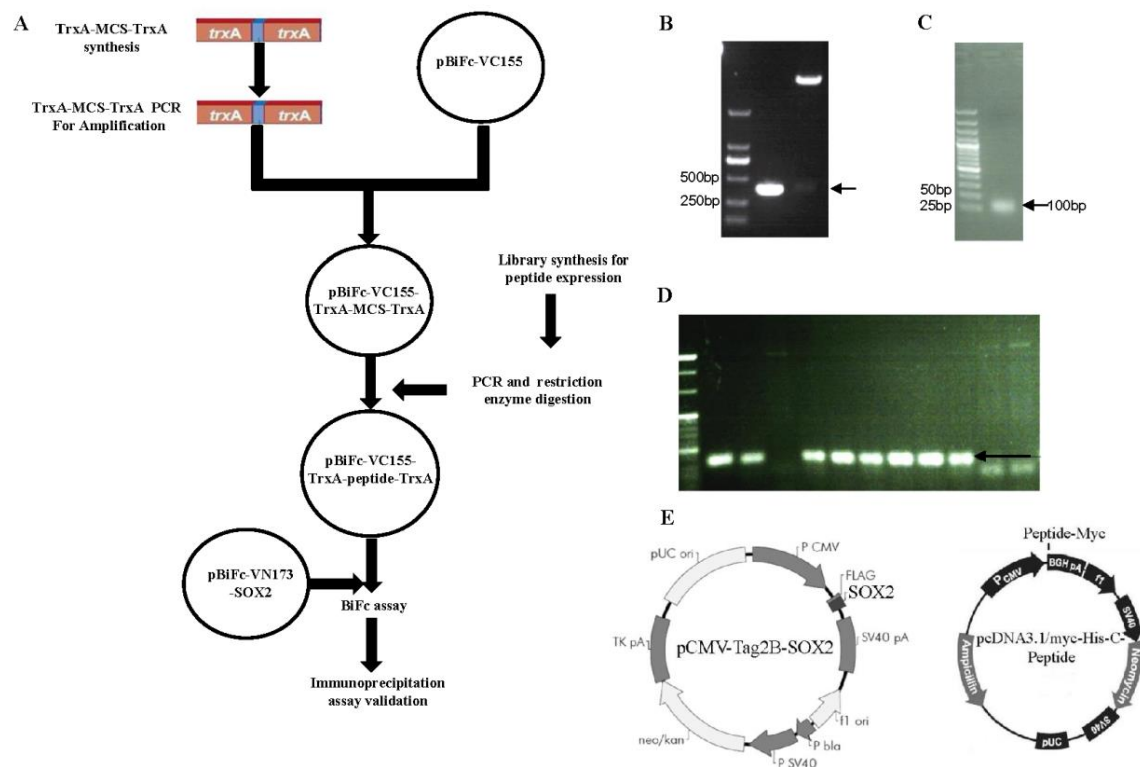 A
TrxA-MCS-TrxA
synthesis
trxA trxA
TrxA-MCS-TrxA PCR
For Amplification
trxA trxA
pBiFc-VC155
pBiFc-VC155-
TrxA-MCS-TrxA
Library synthesis for
peptide expression
PCR and restriction
enzyme digestion
pBiFc-VC155-
TrxA-peptide-TrxA
pBiFc-VN173
-SOX2
BiFc assay
Immunoprecipitation
assay validation
B
500bp
250bp
C
50bp
25bp
100bp
D
E
pUC ori
P CMV
FLAG
SOX2
SV40 pA
f1 ori
P bla
P SV40
neo/kan
TK pA
pCMV-Tag2B-SOX2
Peptide-Myc
PCMV
BGH pA
f1
SV40
Neomycin
SV40
pUC
Ampicillin
pcDNA3.1/myc-His-C-
Peptide